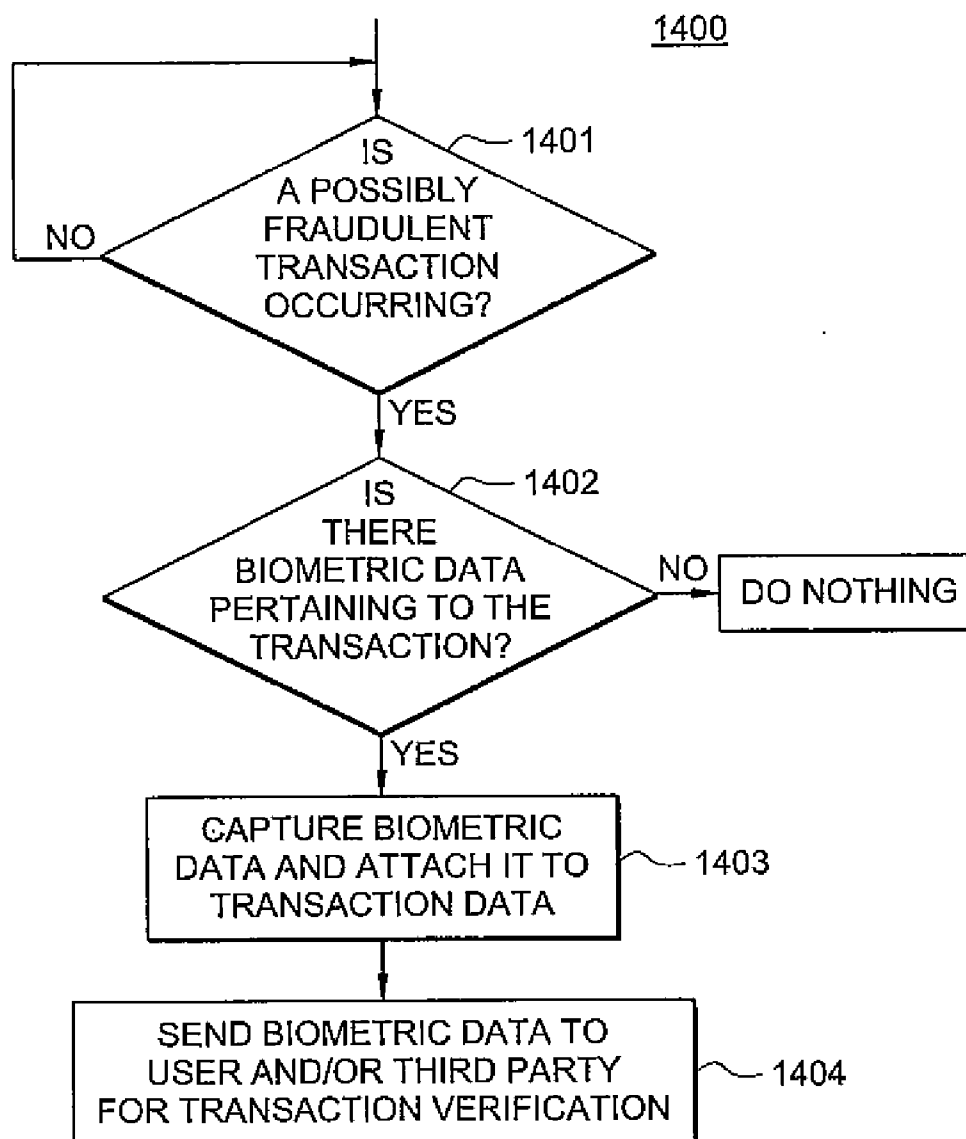 1400
1401
IS
A POSSIBLY
FRAUDULENT
TRANSACTION
OCCURRING?
NO
YES
1402
IS
THERE
BIOMETRIC DATA
PERTAINING TO THE
TRANSACTION?
NO
DO NOTHING
YES
CAPTURE BIOMETRIC
DATA AND ATTACH IT TO
TRANSACTION DATA
1403
SEND BIOMETRIC DATA TO
USER AND/OR THIRD PARTY
FOR TRANSACTION VERIFICATION
1404